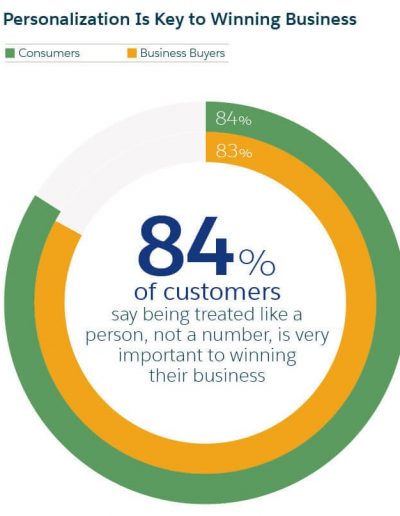 Personalization Is Key to Winning Business
Consumers Business Buyers
84%
83%
84%
of customers
say being treated like a
person, not a number, is very
important to winning
their business